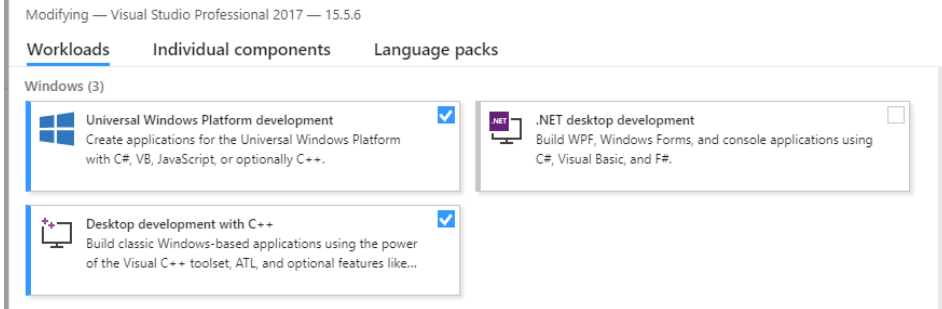 Modifying — Visual Studio Professional 2017 — 15.5.6
Workloads Individual components Language packs
Windows (3)
Universal Windows Platform development
Create applications for the Universal Windows Platform
with C#, VB, JavaScript, or optionally C++.
.NET
.NET desktop development
Build WPF, Windows Forms, and console applications using
C#, Visual Basic, and F#.
Desktop development with C++
Build classic Windows-based applications using the power
of the Visual C++ toolset, ATL, and optional features like...